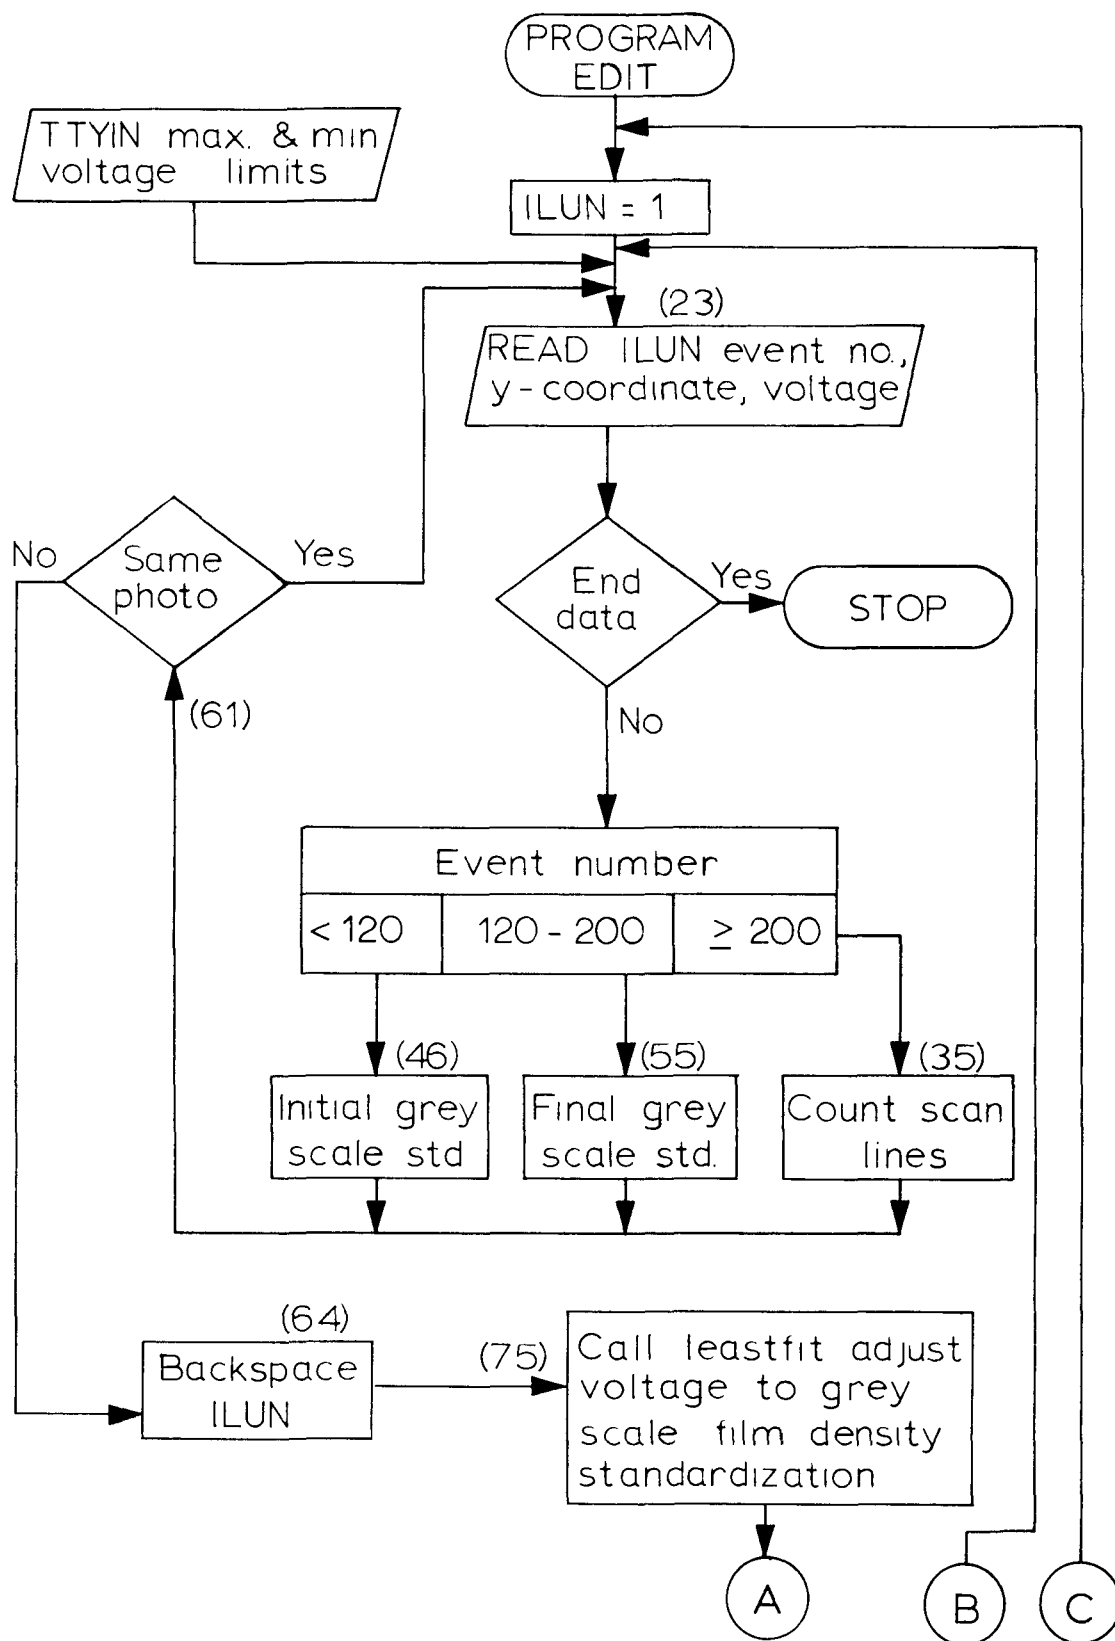 PROGRAM
EDIT
TTYIN max. & min
voltage limits
ILUN = 1
(23)
READ ILUN event no.,
y-coordinate, voltage
No
Same
photo
Yes
End
data
Yes
STOP
(61)
No
Event number
< 120
120 - 200
≥ 200
(46)
(55)
(35)
Initial grey
scale std
Final grey
scale std.
Count scan
lines
(64)
Backspace
ILUN
(75)
Call leastfit adjust
voltage to grey
scale film density
standardization
A
B
C